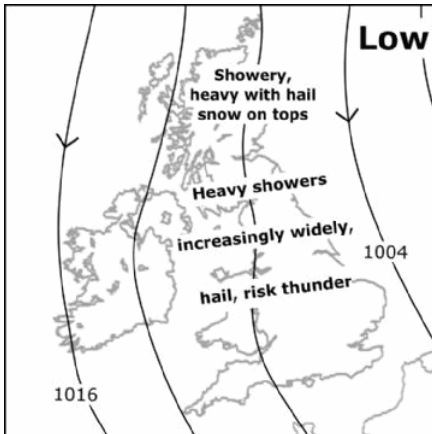 Low
Showery,
heavy with hail
snow on tops
Heavy showers
increasingly widely,
1004
hail, risk thunder
1016